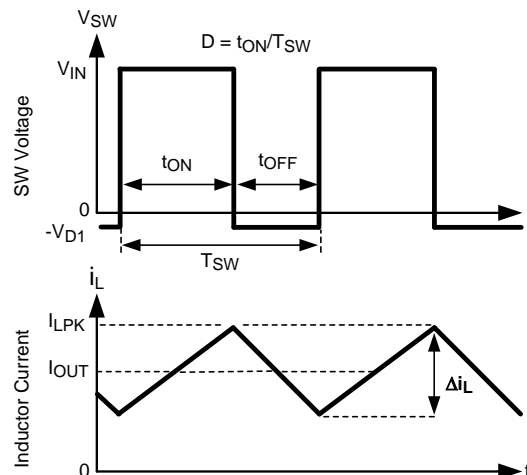 VSW
D = tON/TSW
VIN
SW Voltage
tON
tOFF
0
-VD1
TSW
iL
ILPK
IOUT
Inductor Current
ΔiL
0
t